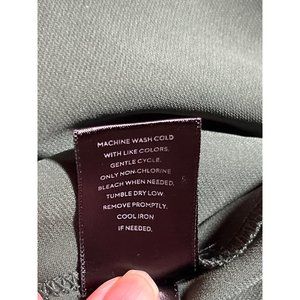 MACHINE WASH COLD
WITH LIKE COLORS.
GENTLE CYCLE.
ONLY NON-CHLORINE
BLEACH WHEN NEEDED.
TUMBLE DRY LOW.
REMOVE PROMPTLY.
COOL IRON
IF NEEDED.